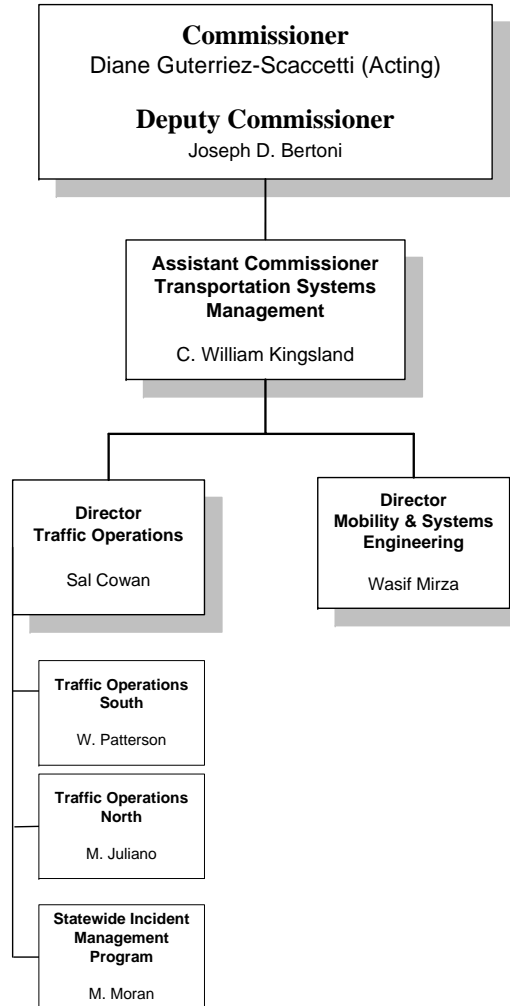 Commissioner
Diane Guterriez-Scaccetti (Acting)
Deputy Commissioner
Joseph D. Bertoni
Assistant Commissioner
Transportation Systems
Management
C. William Kingsland
Director
Traffic Operations
Sal Cowan
Director
Mobility & Systems
Engineering
Wasif Mirza
Traffic Operations
South
W. Patterson
Traffic Operations
North
M. Juliano
Statewide Incident
Management
Program
M. Moran